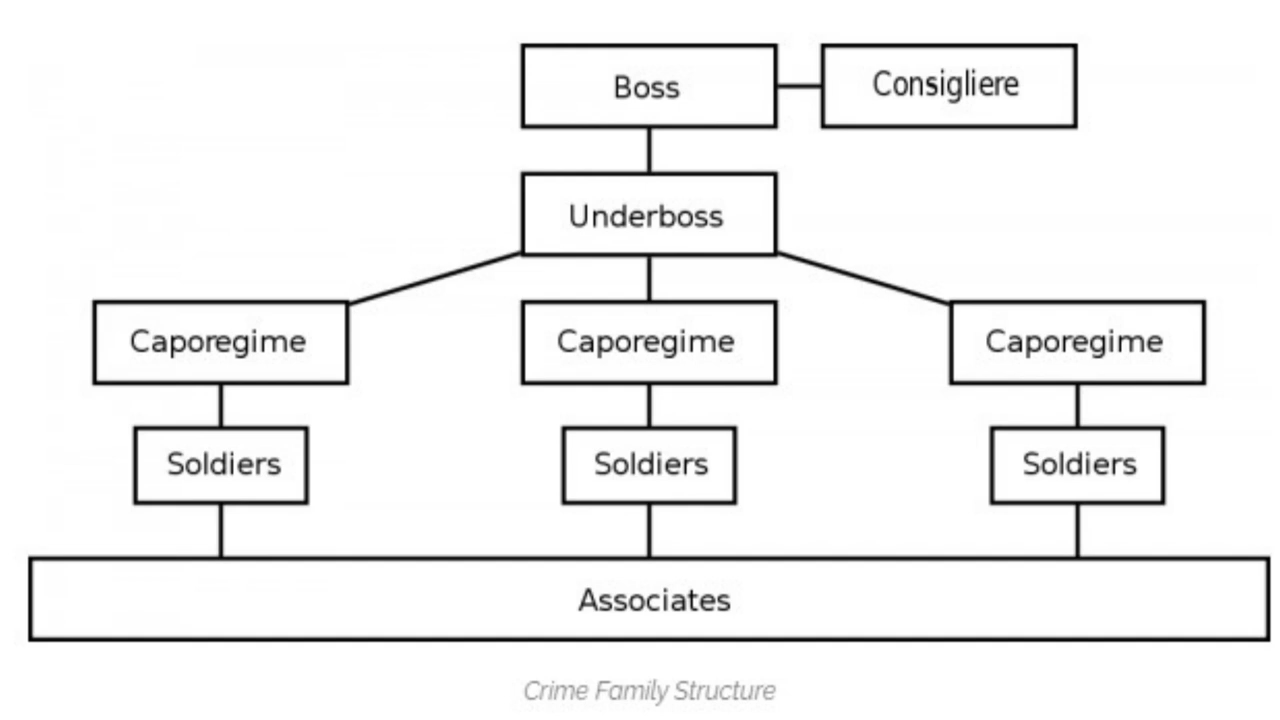 Boss
Consigliere
Underboss
Caporegime
Caporegime
Caporegime
Soldiers
Soldiers
Soldiers
Associates
Crime Family Structure